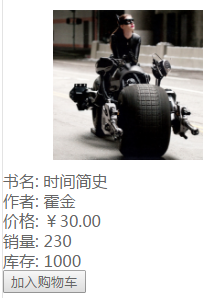 书名: 时间简史
作者: 霍金
价格: ￥30.00
销量: 230
库存: 1000
加入购物车